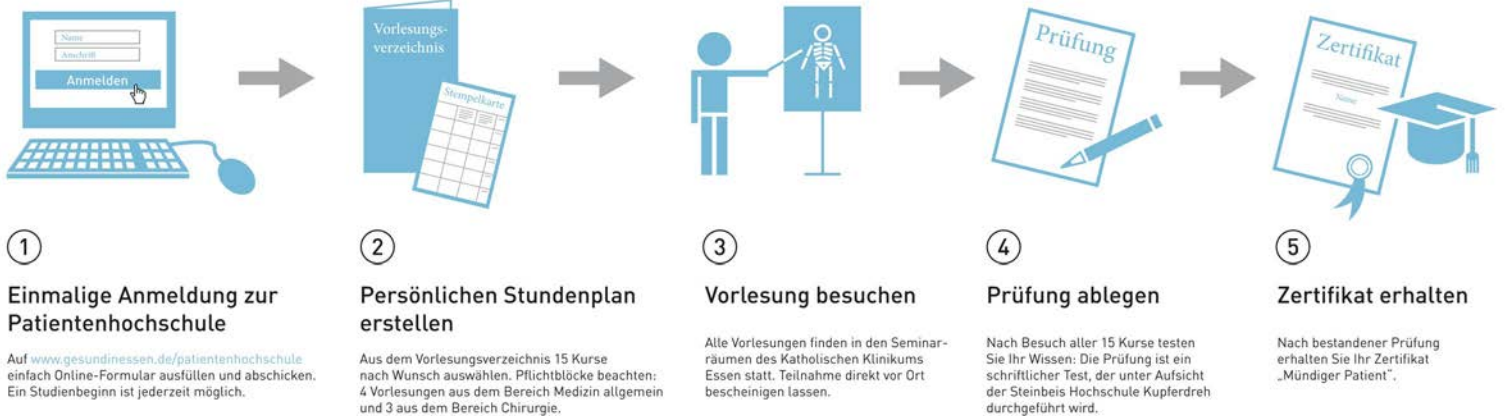 Name
Anschrift
Anmelden
Vorlesungs-
verzeichnis
Stempelkarte
Prüfung
Zertifikat
Name
1
Einmalige Anmeldung zur
Patientenhochschule
Auf www.gesundinessen.de/patientenhochschule
einfach Online-Formular ausfüllen und abschicken.
Ein Studienbeginn ist jederzeit möglich.
2
Persönlichen Stundenplan
erstellen
Aus dem Vorlesungsverzeichnis 15 Kurse
nach Wunsch auswählen. Pflichtblöcke beachten:
4 Vorlesungen aus dem Bereich Medizin allgemein
und 3 aus dem Bereich Chirurgie.
3
Vorlesung besuchen
Alle Vorlesungen finden in den Seminar-
räumen des Katholischen Klinikums
Essen statt. Teilnahme direkt vor Ort
bescheinigen lassen.
4
Prüfung ablegen
Nach Besuch aller 15 Kurse testen
Sie Ihr Wissen: Die Prüfung ist ein
schriftlicher Test, der unter Aufsicht
der Steinbeis Hochschule Kupferdreh
durchgeführt wird.
5
Zertifikat erhalten
Nach bestandener Prüfung
erhalten Sie Ihr Zertifikat
„Mündiger Patient“.